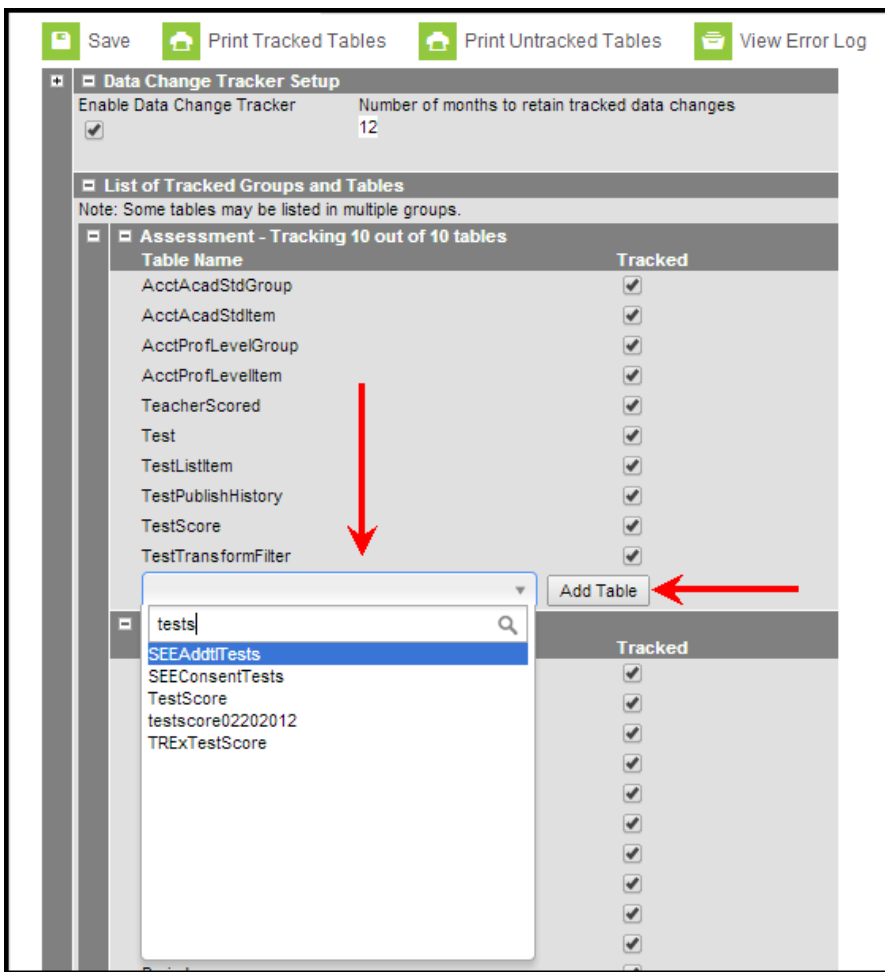 Save Print Tracked Tables Print Untracked Tables View Error Log
Data Change Tracker Setup
Enable Data Change Tracker Number of months to retain tracked data changes
12
List of Tracked Groups and Tables
Note: Some tables may be listed in multiple groups.
Assessment - Tracking 10 out of 10 tables
Table Name Tracked
AcctAcadStdGroup
AcctAcadStdItem
AcctProfLevelGroup
AcctProfLevelItem
TeacherScored
Test
TestListItem
TestPublishHistory
TestScore
TestTransformFilter
Add Table
tests
Tracked
SEEAddtlTests
SEEConsentTests
TestScore
testscore02202012
TRExTestScore